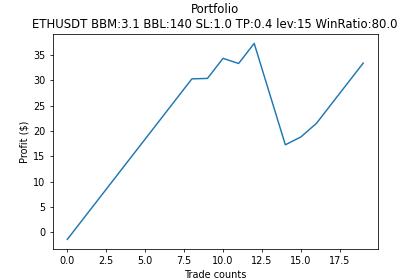 Portfolio
ETHUSDT BBM:3.1 BBL:140 SL:1.0 TP:0.4 lev:15 WinRatio:80.0
35
30
25
20
15
10
5
0
Profit ($)
0.0 2.5 5.0 7.5 10.0 12.5 15.0 17.5
Trade counts